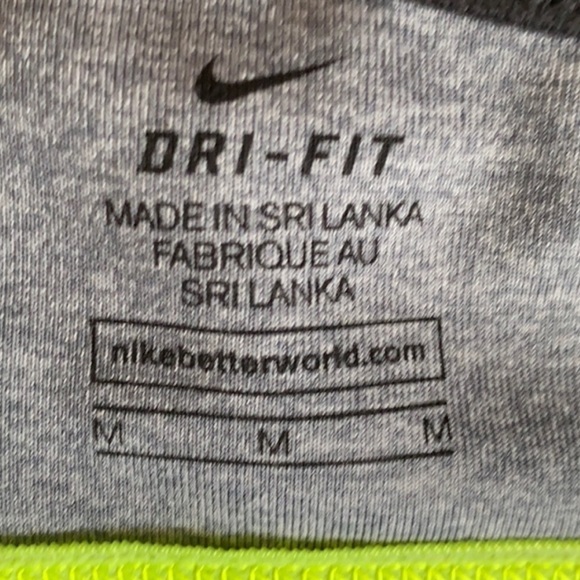 DRI-FIT
MADE IN SRI LANKA
FABRIQUE AU
SRI LANKA
nikebetterworld.com
M M M